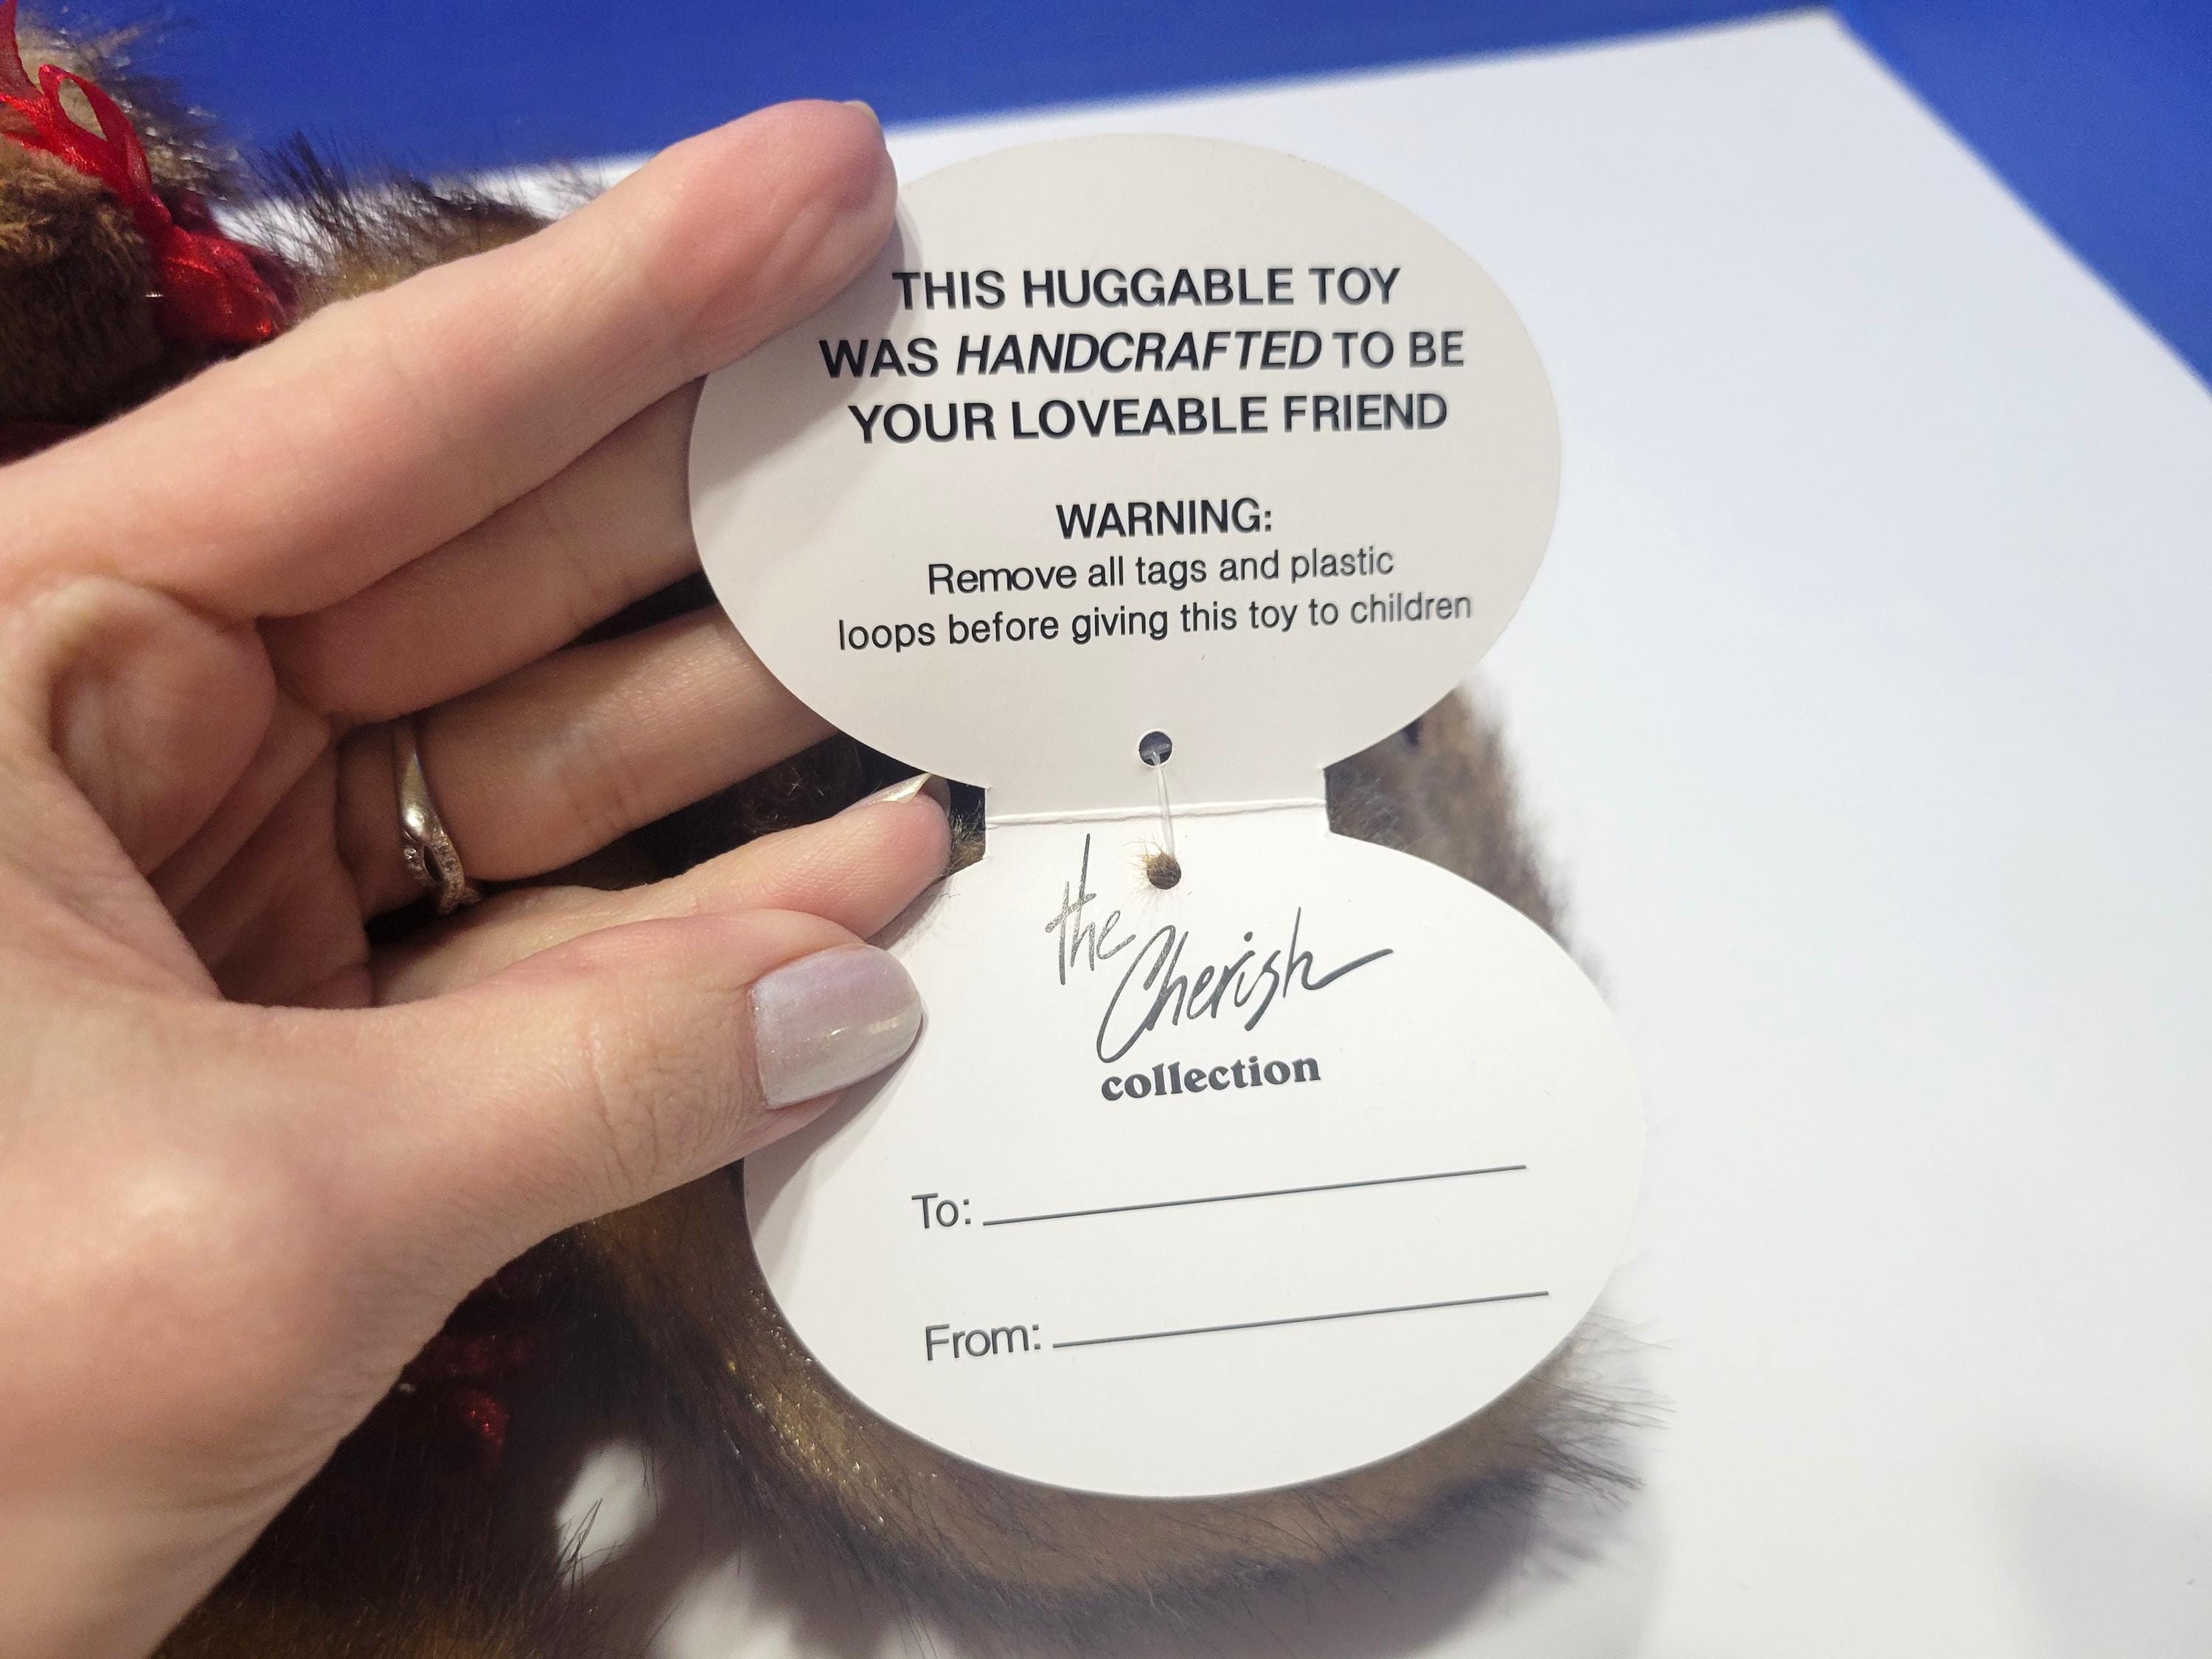 THIS HUGGABLE TOY
WAS HANDCRAFTED TO BE
YOUR LOVEABLE FRIEND
WARNING:
Remove all tags and plastic
loops before giving this toy to children
the
Cherish
collection
To:
From: